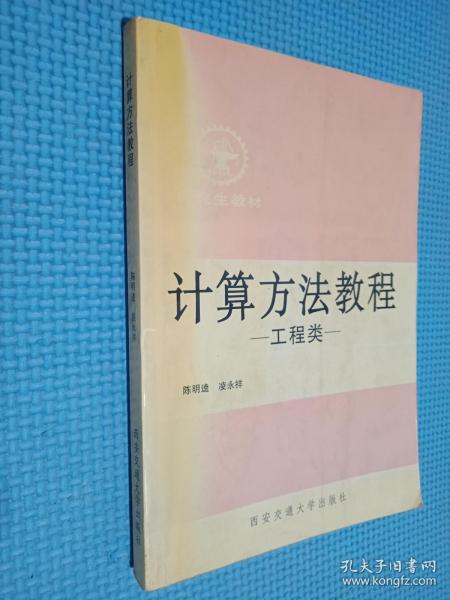 计算方法教程
陈明逵 凌永祥
西安交通大学出版社
究生教材
计算方法教程
—工程类—
陈明逵 凌永祥
西安交通大学出版社
孔夫子旧书网
www.kongfz.com